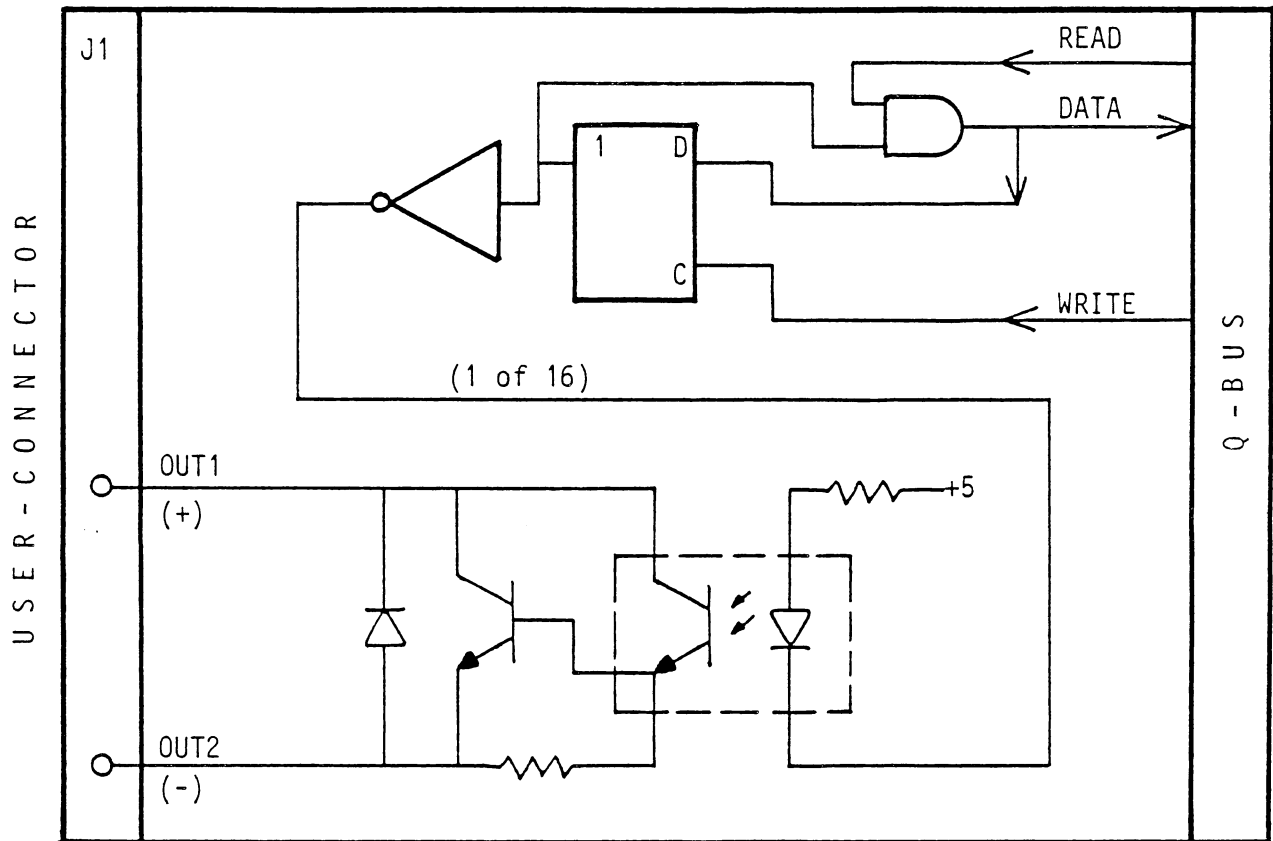 J1
READ
DATA
1 D
C
WRITE
(1 of 16)
USER-CONNECTOR
Q-BUS
OUT1
(+)
+5
OUT2
(-)